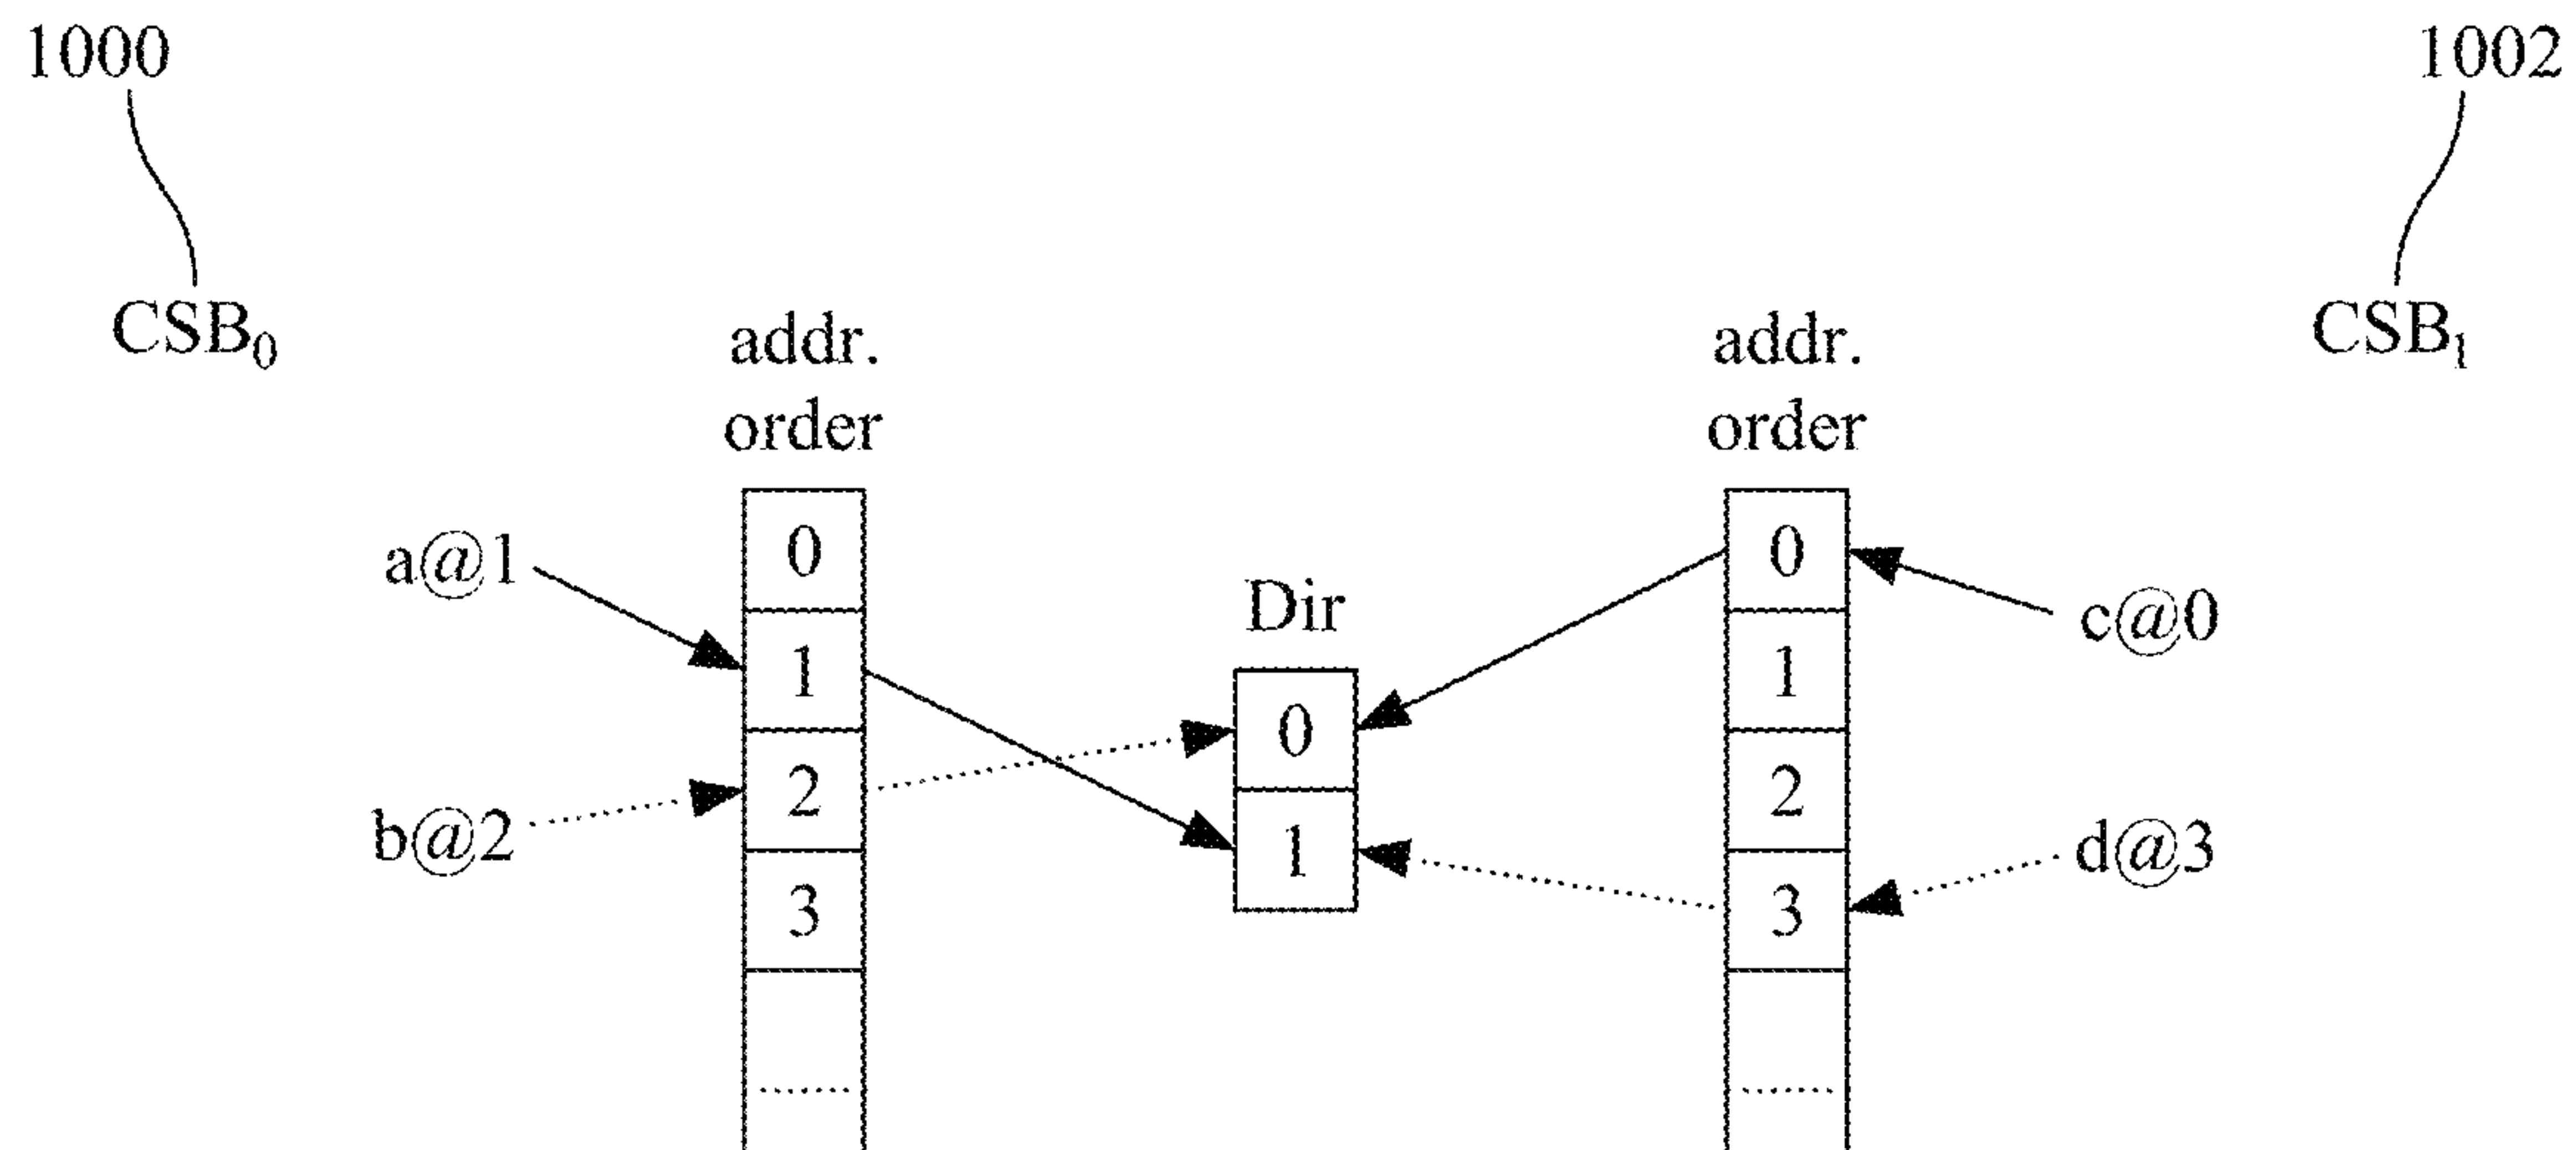 1000
1002
CSB₀
CSB₁
addr.
order
addr.
order
a@1
b@2
0
1
2
3
........
Dir
0
1
0
1
2
3
........
c@0
d@3